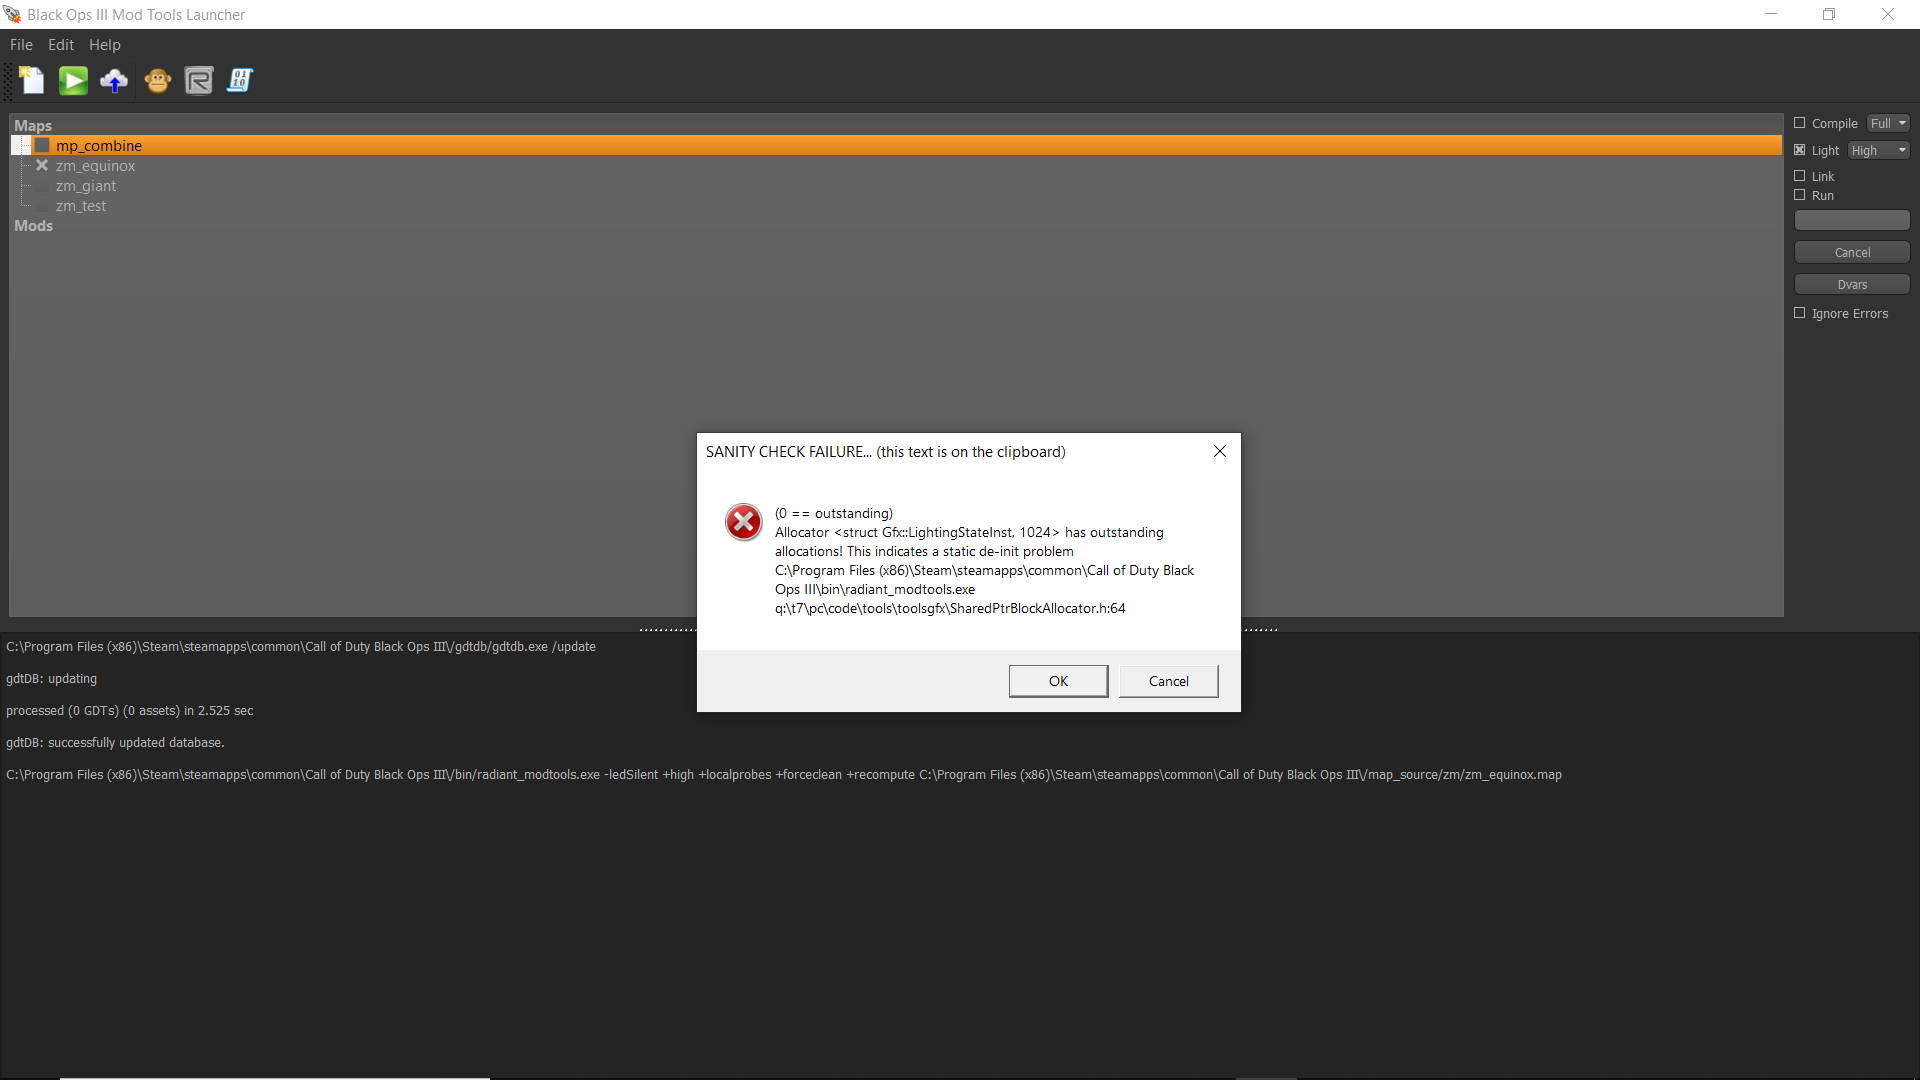 Black Ops III Mod Tools Launcher
File Edit Help
Maps
mp_combine
zm_equinox
zm_giant
zm_test
Mods
Compile Full
Light High
Link
Run
Cancel
Dvars
Ignore Errors
SANITY CHECK FAILURE... (this text is on the clipboard)
(0 == outstanding)
Allocator <struct Gfx::LightingStateInst, 1024> has outstanding
allocations! This indicates a static de-init problem
C:\Program Files (x86)\Steam\steamapps\common\Call of Duty Black
Ops III\bin\radiant_modtools.exe
q:\t7\pc\code\tools\toolsgfx\SharedPtrBlockAllocator.h:64
OK Cancel
C:\Program Files (x86)\Steam\steamapps\common\Call of Duty Black Ops III\/gdtdb/gdtdb.exe /update
gdtDB: updating
processed (0 GDTs) (0 assets) in 2.525 sec
gdtDB: successfully updated database.
C:\Program Files (x86)\Steam\steamapps\common\Call of Duty Black Ops III\/bin/radiant_modtools.exe -ledSilent +high +localprobes +forceclean +recompute C:\Program Files (x86)\Steam\steamapps\common\Call of Duty Black Ops III\/map_source/zm/zm_equinox.map